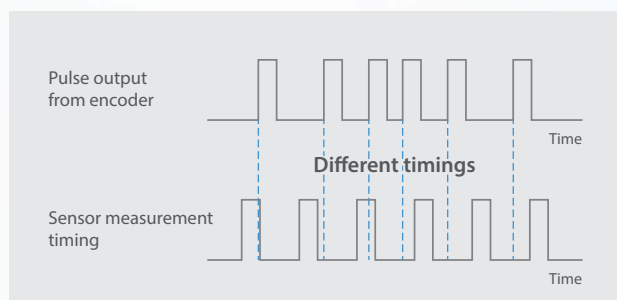 Pulse output
from encoder
Time
Different timings
Sensor measurement
timing
Time